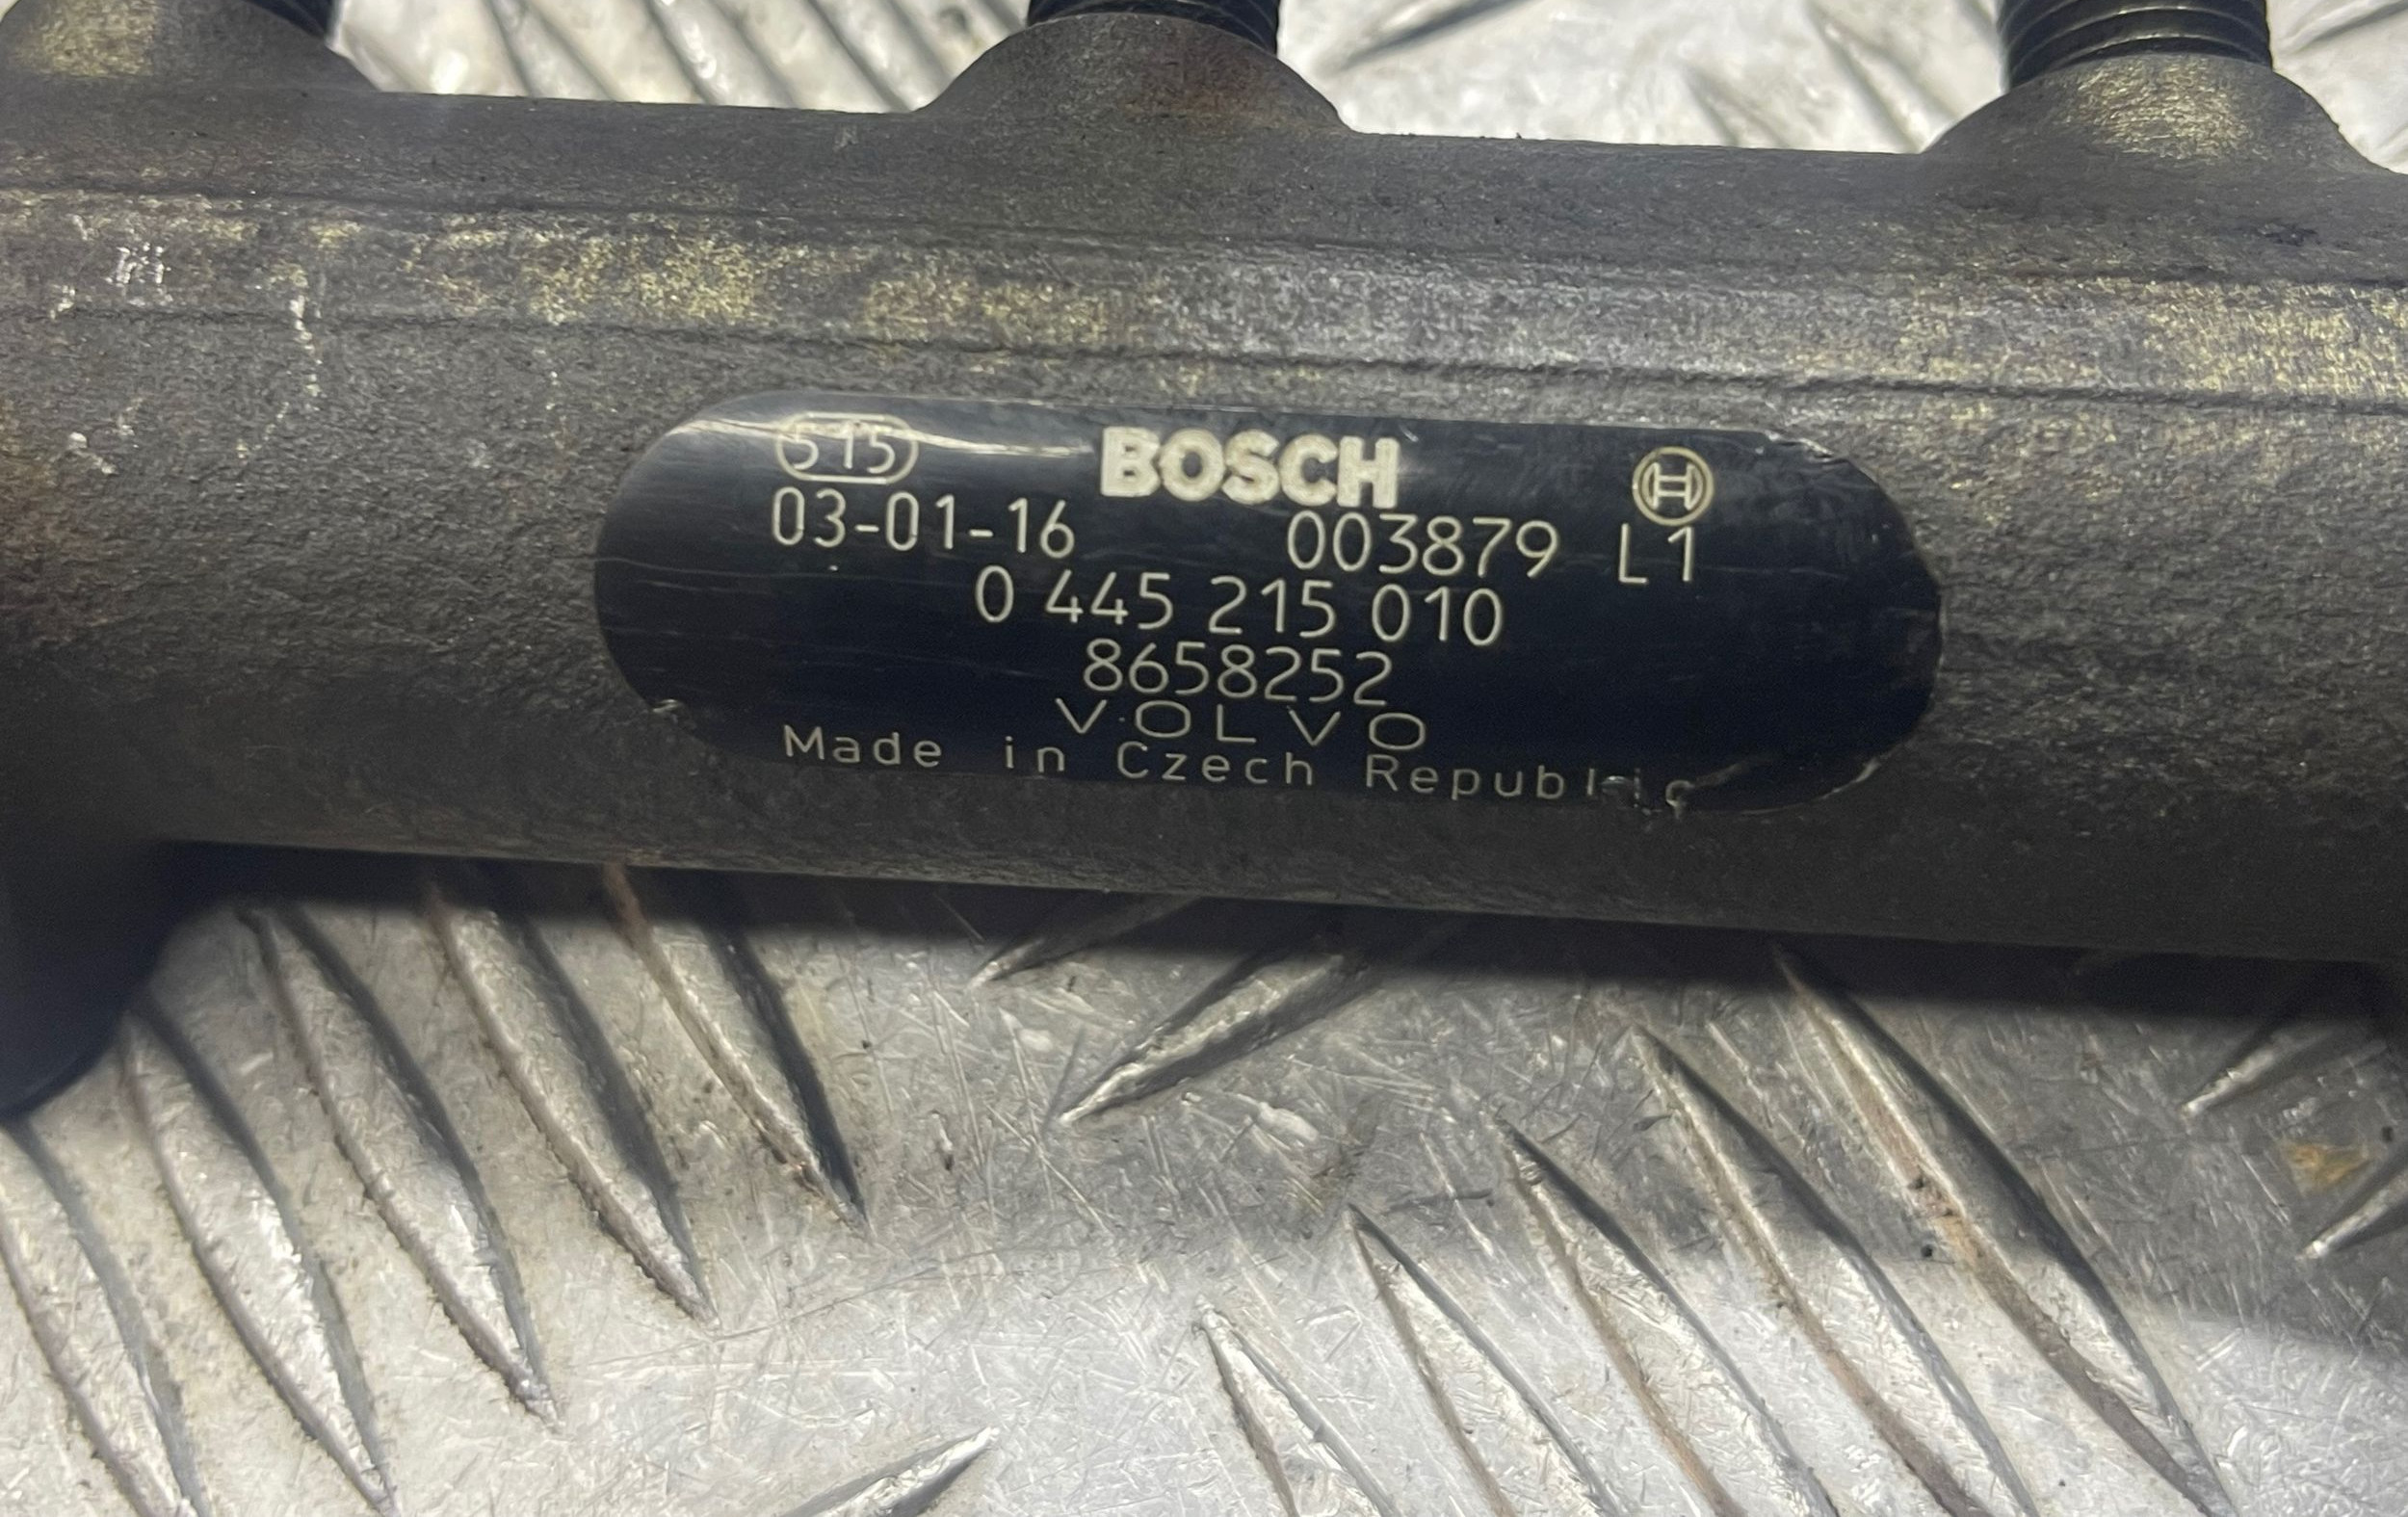 515 BOSCH
03-01-16 003879 L1
0 445 215 010
8658252
VOLVO
Made in Czech Republic